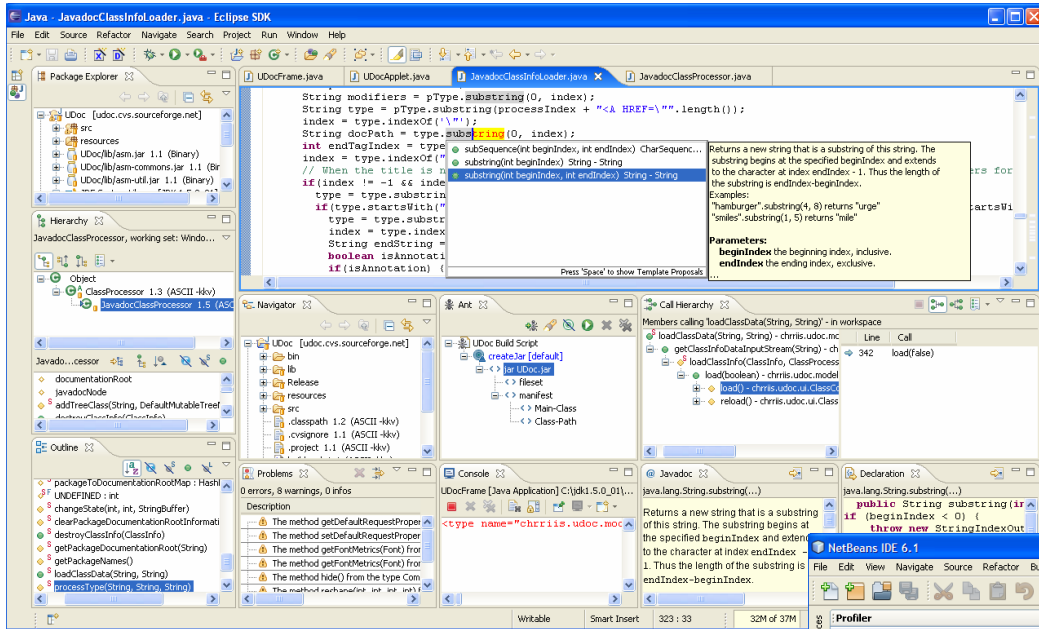 Java - JavadocClassInfoLoader.java - Eclipse SDK
File Edit Source Refactor Navigate Search Project Run Window Help
Package Explorer
UDocFrame.java
UDocApplet.java
JavadocClassInfoLoader.java
JavadocClassProcessor.java
UDoc [udoc.cvs.sourceforge.net]
src
resources
UDoc/lib/asm.jar 1.1 (Binary)
UDoc/lib/asm-commons.jar 1.1 (Bir
UDoc/lib/asm-util.jar 1.1 (Binary)
String modifiers = pType.substring(0, index);
String type = pType.substring(processIndex + "<A HREF=\"".length());
index = type.indexOf('\"');
String docPath = type.substring(0, index);
int endTagIndex = type
index = type.indexOf("
// When the title is n
ers for
if(index != -1 && inde
type = type.substrin
if(type.startsWith("
tartsWi
type = type.substr
index = type.index
String endString =
boolean isAnnotati
if(isAnnotation) {
subSequence(int beginIndex, int endIndex) CharSequenc...
substring(int beginIndex) String - String
substring(int beginIndex, int endIndex) String - String
Press 'Space' to show Template Proposals
Returns a new string that is a substring of this string. The
substring begins at the specified beginIndex and extends
to the character at index endIndex - 1. Thus the length of
the substring is endIndex-beginIndex.
Examples:
"hamburger".substring(4, 8) returns "urge"
"smiles".substring(1, 5) returns "mile"
Parameters:
beginIndex the beginning index, inclusive.
endIndex the ending index, exclusive.
...
Hierarchy
JavadocClassProcessor, working set: Windo...
Object
ClassProcessor 1.3 (ASCII -kkv)
JavadocClassProcessor 1.5 (ASC
Javado...cessor
documentationRoot
javadocNode
addTreeClass(String, DefaultMutableTreeN
destroyClassInfo(ClassInfo)
Navigator
UDoc [udoc.cvs.sourceforge.net]
bin
lib
Release
resources
src
.classpath 1.2 (ASCII -kkv)
.cvsignore 1.1 (ASCII -kkv)
.project 1.1 (ASCII -kkv)
Ant
UDoc Build Script
createJar [default]
jar UDoc.jar
fileset
manifest
Main-Class
Class-Path
Call Hierarchy
Members calling 'loadClassData(String, String)' - in workspace
loadClassData(String, String) - chrriis.udoc.mc
getClassInfoDataInputStream(String) - ch
loadClassInfo(ClassInfo, ClassProcess
load(boolean) - chrriis.udoc.model
load() - chrriis.udoc.ui.ClassCo
reload() - chrriis.udoc.ui.Class
Line Call
342 load(false)
Outline
packageToDocumentationRootMap : Hashl
UNDEFINED : int
changeState(int, int, StringBuffer)
clearPackageDocumentationRootInformati
destroyClassInfo(ClassInfo)
getPackageDocumentationRoot(String)
getPackageNames()
loadClassData(String, String)
processType(String, String, String)
Problems
0 errors, 8 warnings, 0 infos
Description
The method getDefaultRequestProper
The method setDefaultRequestProper
The method getFontMetrics(Font) fror
The method getFontMetrics(Font) fror
The method hide() from the type Com
The method reshape(int, int, int, int) f
Console
UDocFrame [Java Application] C:\jdk1.5.0_01\...
<type name="chrriis.udoc.moc
Javadoc
java.lang.String.substring(...)
Returns a new string that is a substring
of this string. The substring begins at
the specified beginIndex and extend
to the character at index endIndex -
1. Thus the length of the substring is
endIndex-beginIndex.
Declaration
java.lang.String.substring(...)
public String substring(in
if (beginIndex < 0) {
throw new StringIndexOut
NetBeans IDE 6.1
File Edit View Navigate Source Refactor Bu
Profiler
Writable
Smart Insert
323 : 33
32M of 37M